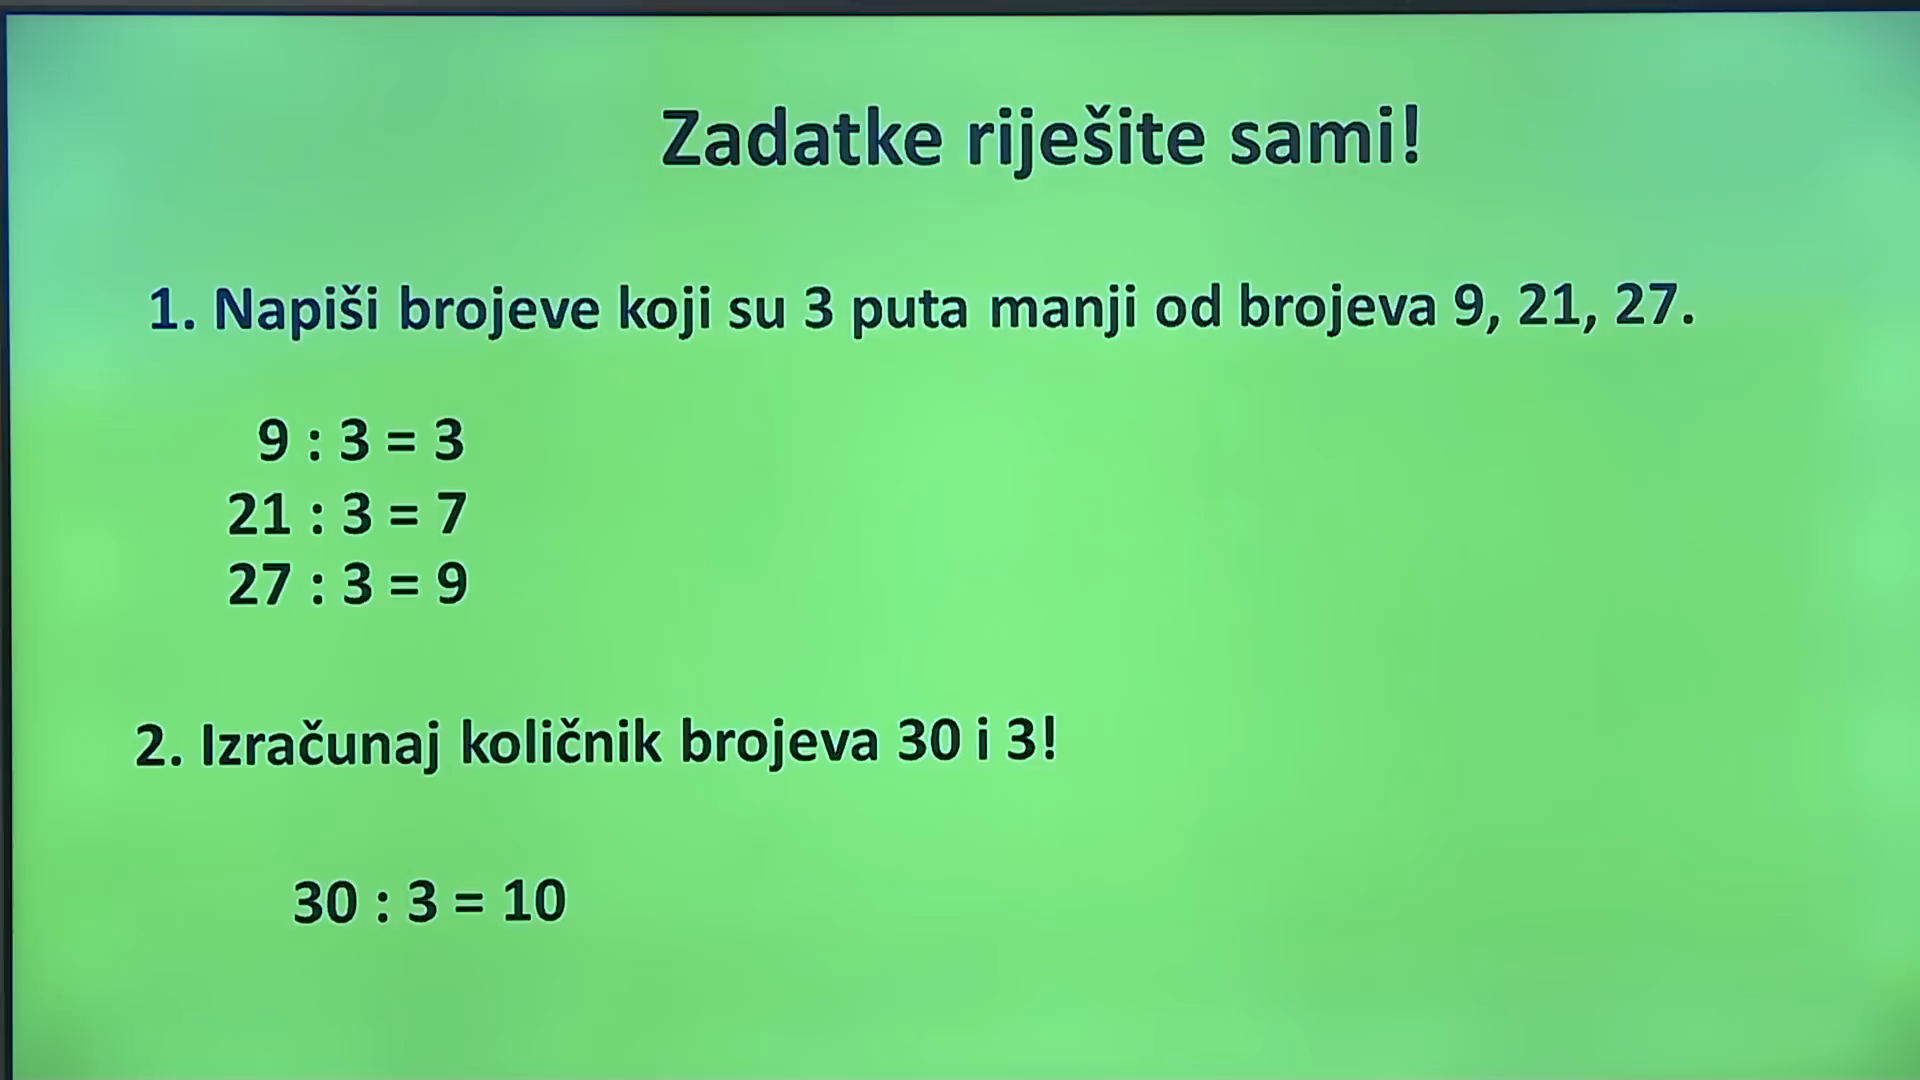 Zadatke riješite sami!
1. Napiši brojeve koji su 3 puta manji od brojeva 9, 21, 27.
9 : 3 = 3
21 : 3 = 7
27 : 3 = 9
2. Izračunaj količnik brojeva 30 i 3!
30 : 3 = 10